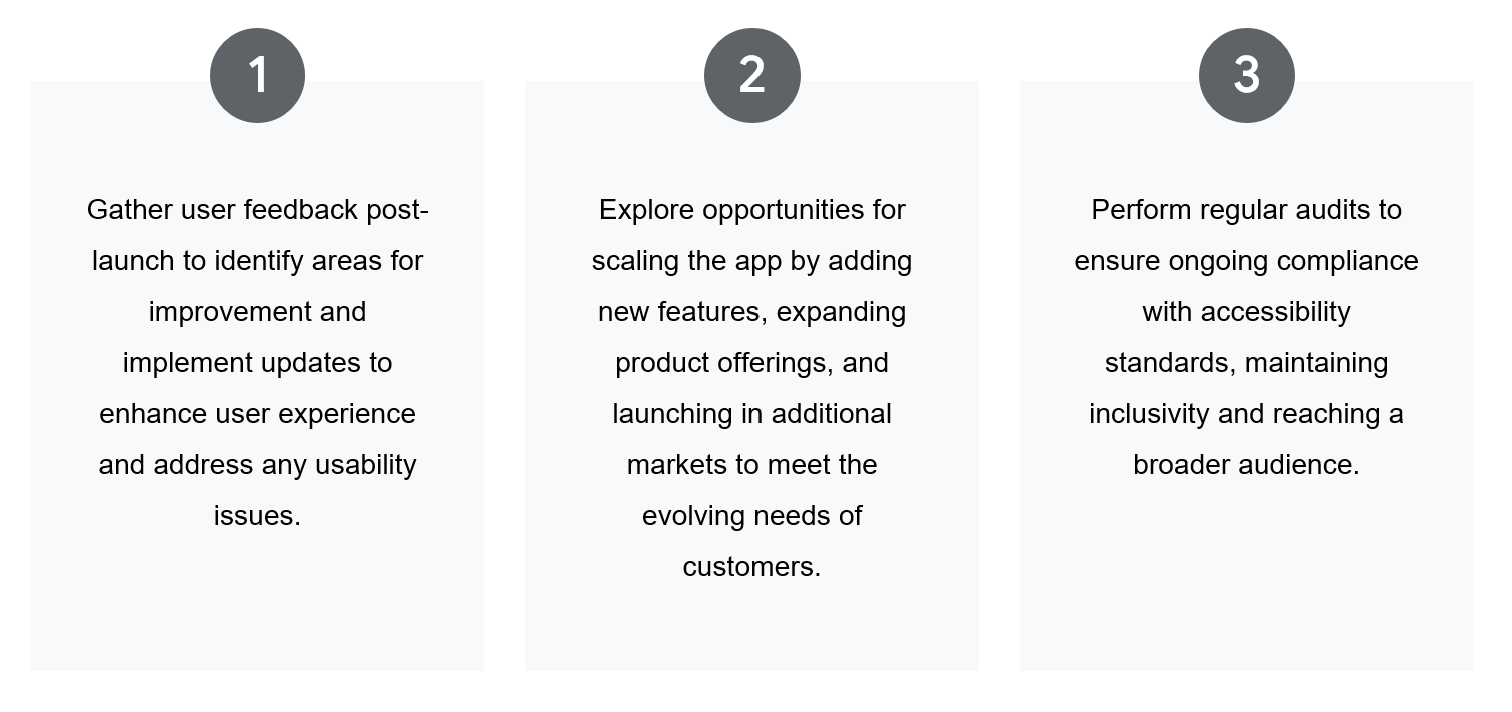 1
Gather user feedback post-
launch to identify areas for
improvement and
implement updates to
enhance user experience
and address any usability
issues.
2
Explore opportunities for
scaling the app by adding
new features, expanding
product offerings, and
launching in additional
markets to meet the
evolving needs of
customers.
3
Perform regular audits to
ensure ongoing compliance
with accessibility
standards, maintaining
inclusivity and reaching a
broader audience.